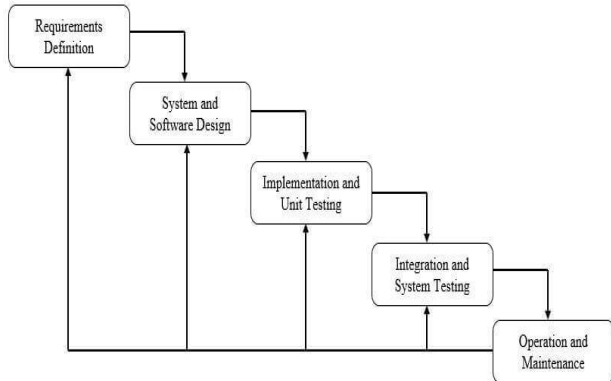 Requirements
Definition
System and
Software Design
Implementation and
Unit Testing
Integration and
System Testing
Operation and
Maintenance